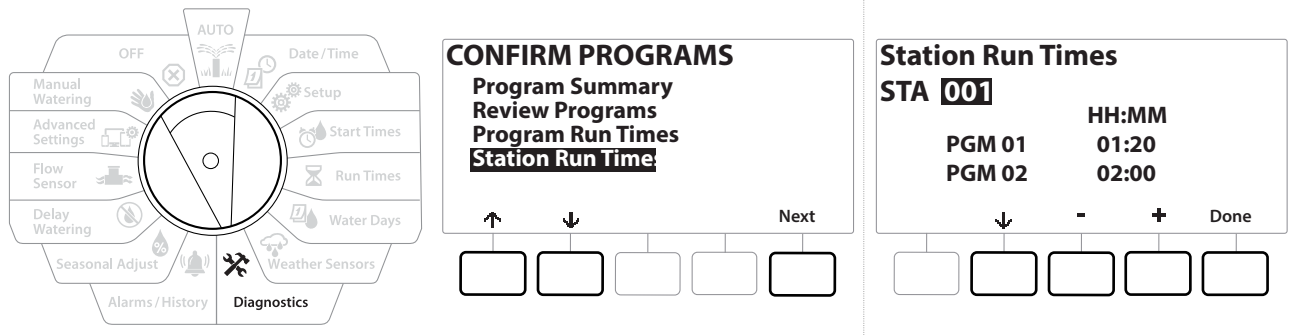 AUTO
Date / Time
Setup
Start Times
Run Times
Water Days
Weather Sensors
Diagnostics
Alarms / History
Seasonal Adjust
Delay
Watering
Flow
Sensor
Advanced
Settings
Manual
Watering
OFF
CONFIRM PROGRAMS
Program Summary
Review Programs
Program Run Times
Station Run Times
Next
Station Run Times
STA 001
HH:MM
PGM 01 01:20
PGM 02 02:00
- + Done